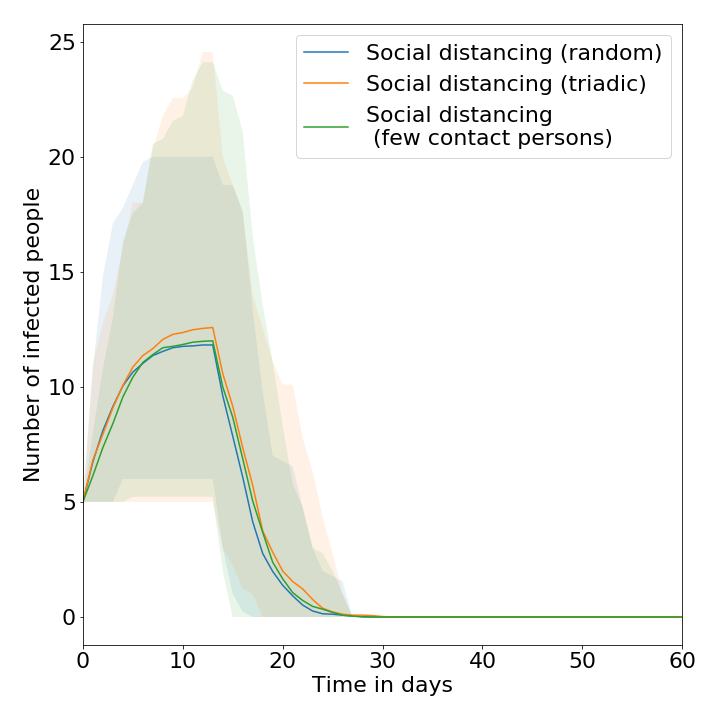 Social distancing (random)
Social distancing (triadic)
Social distancing
(few contact persons)
Number of infected people
25
20
15
10
5
0
0 10 20 30 40 50 60
Time in days